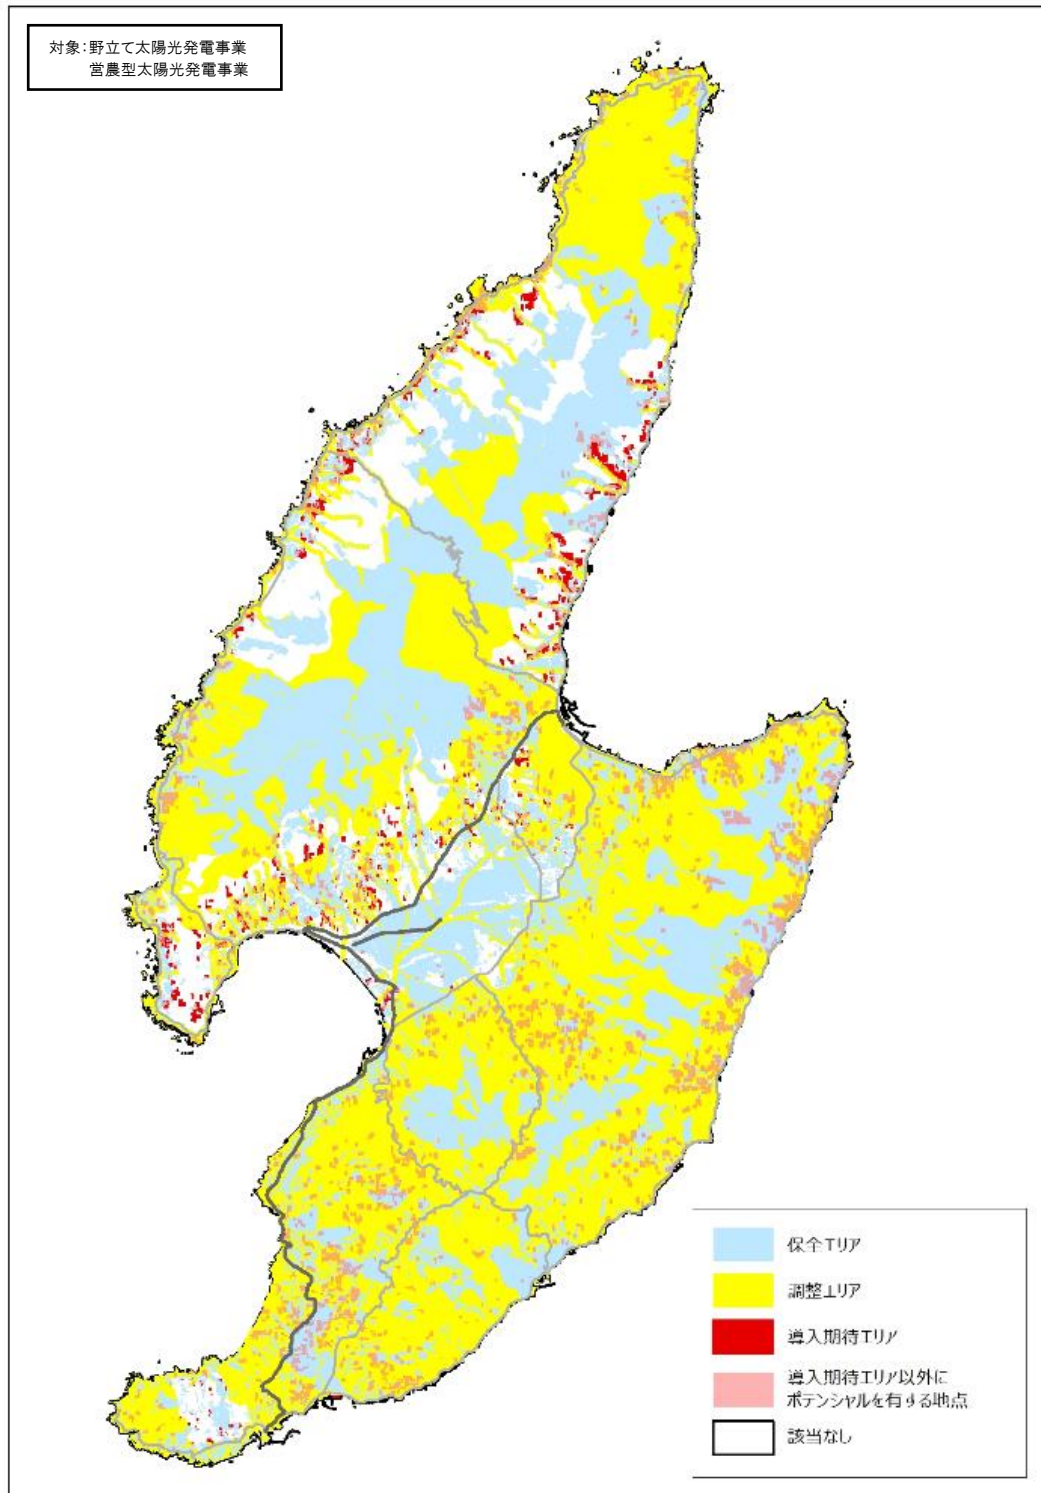 対象:野立て太陽光発電事業
営農型太陽光発電事業
保全エリア
調整エリア
導入期待エリア
導入期待エリア以外に
ポテンシャルを有する地点
該当なし